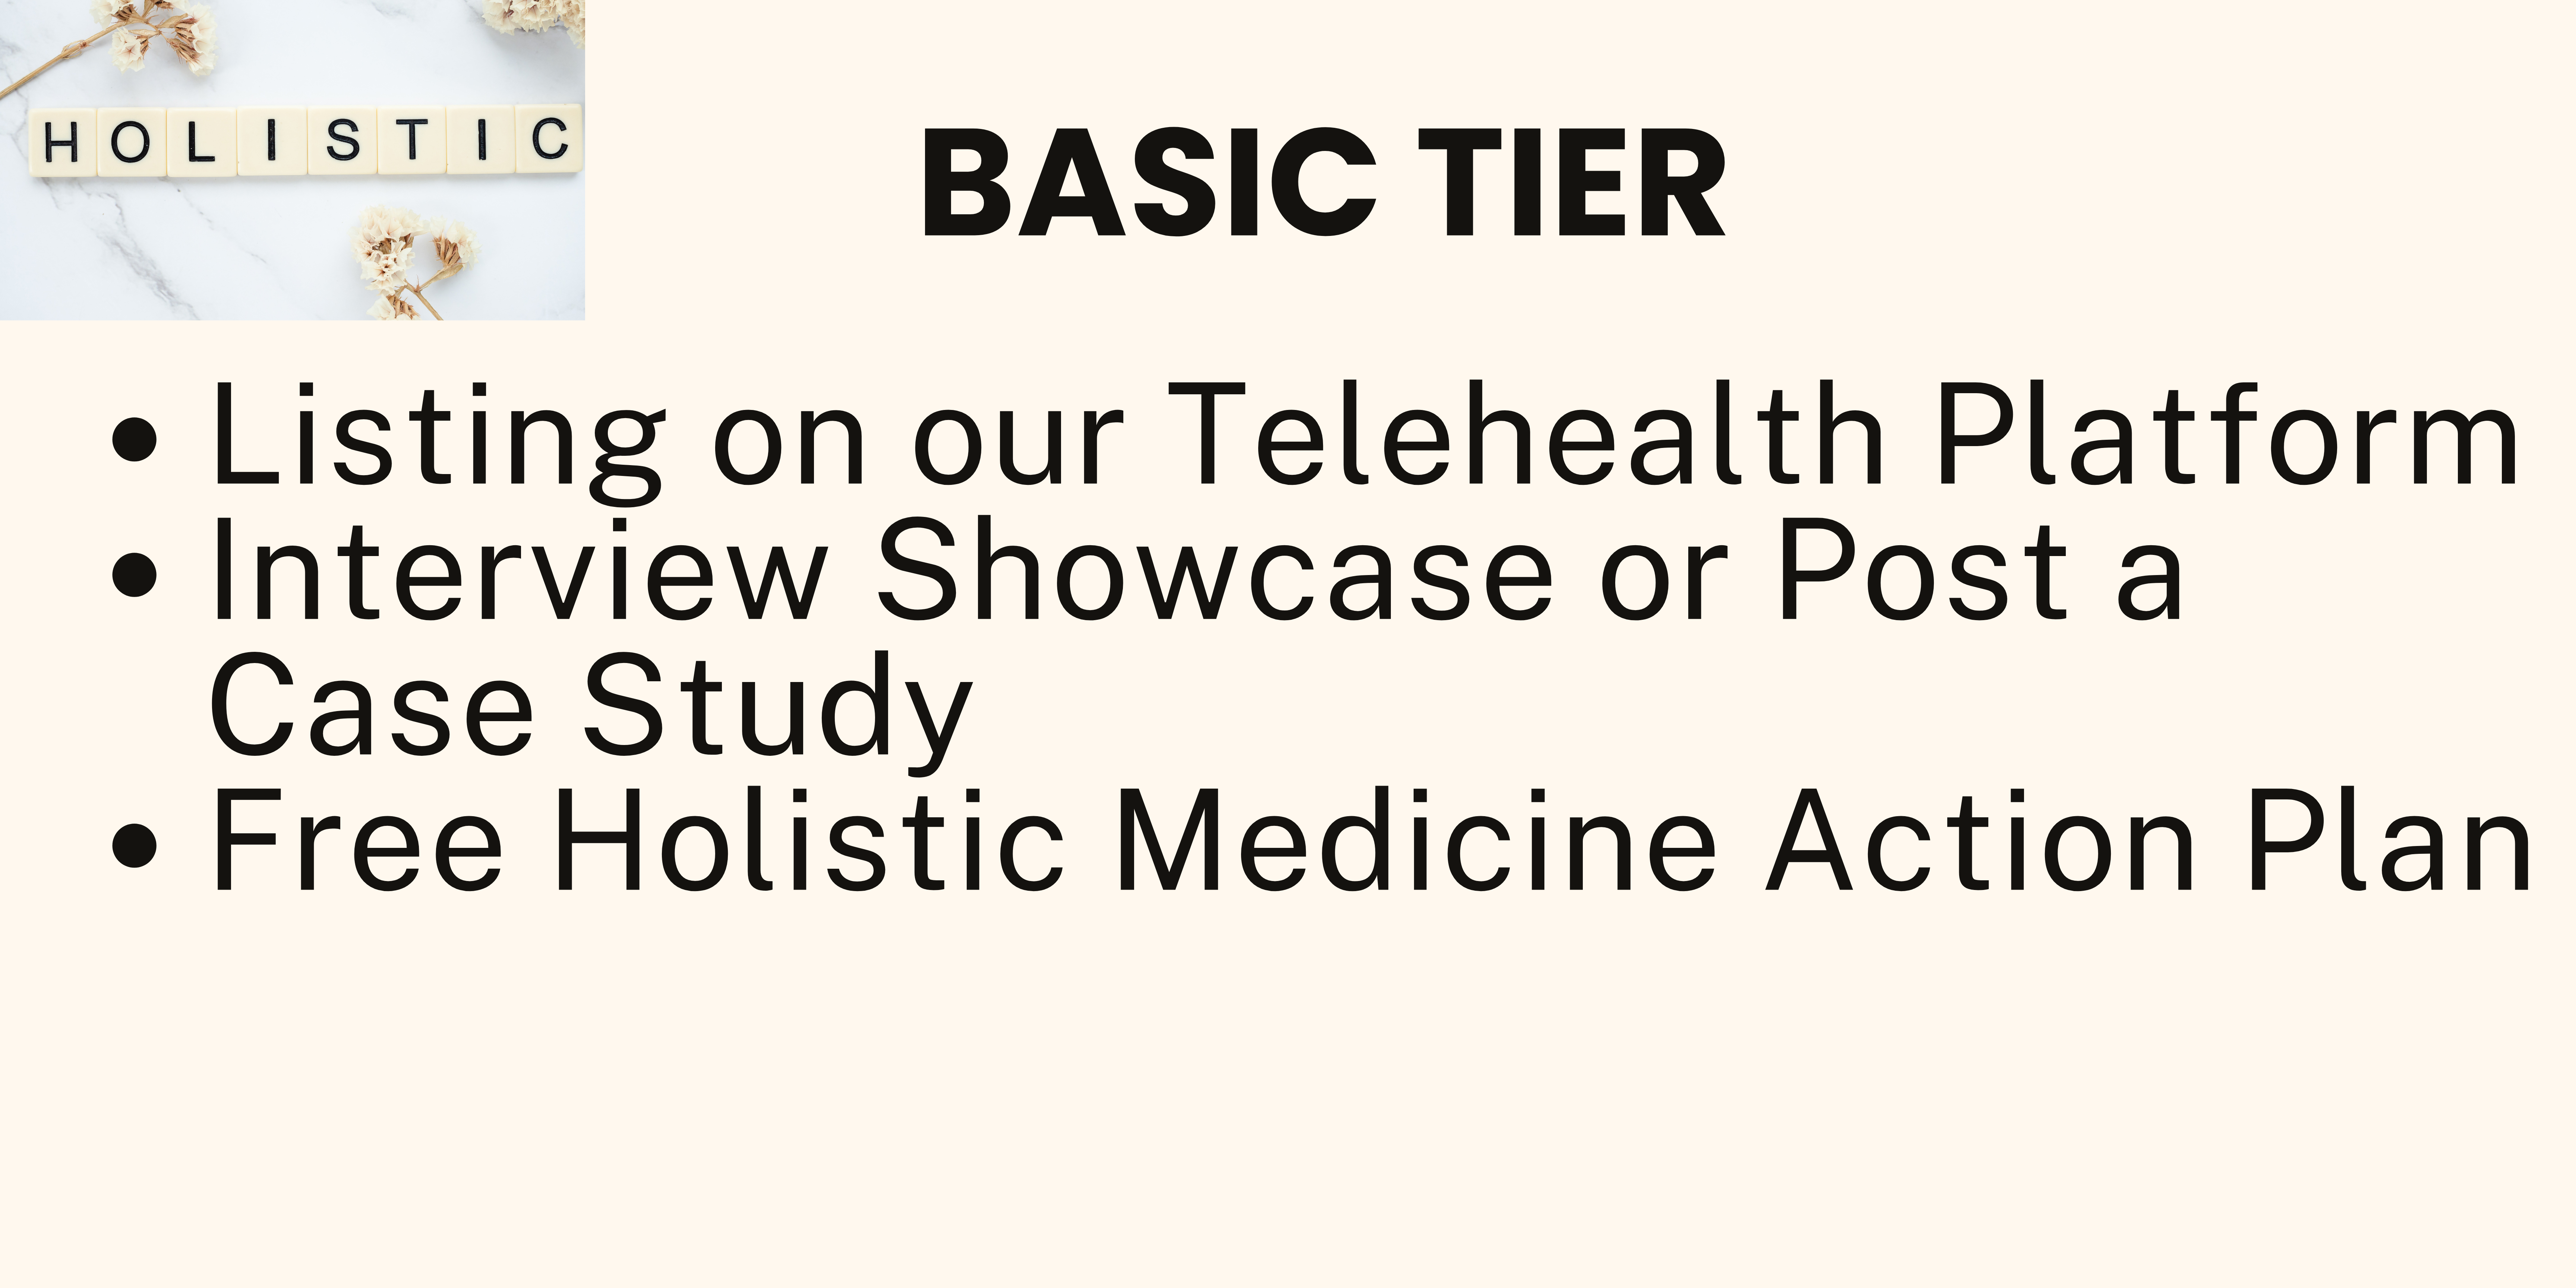 HOLISTIC
BASIC TIER
• Listing on our Telehealth Platform
• Interview Showcase or Post a
Case Study
• Free Holistic Medicine Action Plan